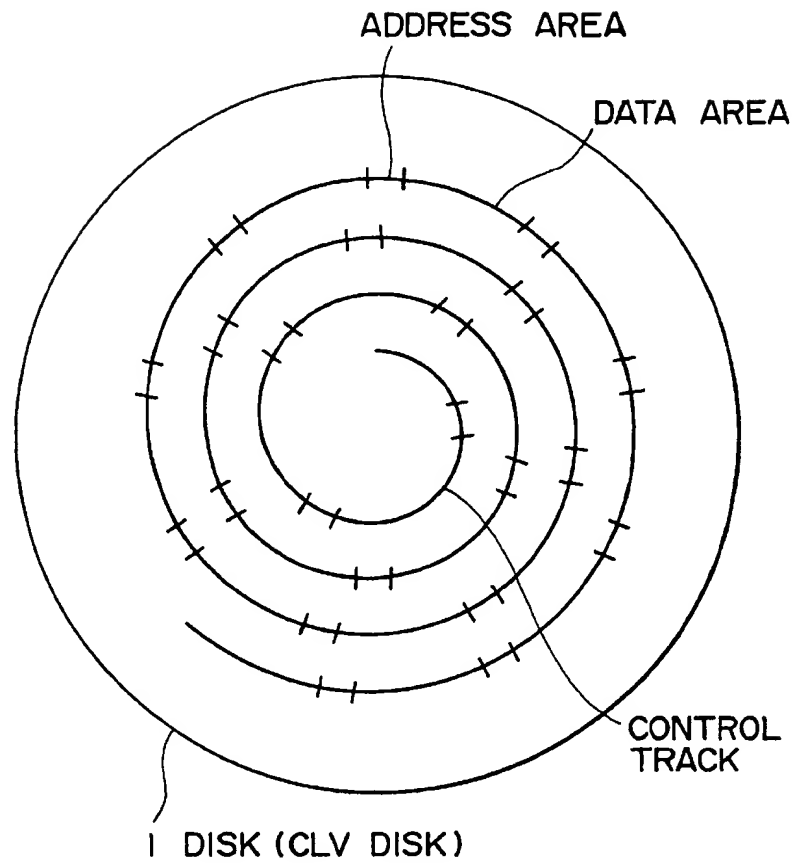 ADDRESS AREA
DATA AREA
CONTROL
TRACK
1 DISK (CLV DISK)